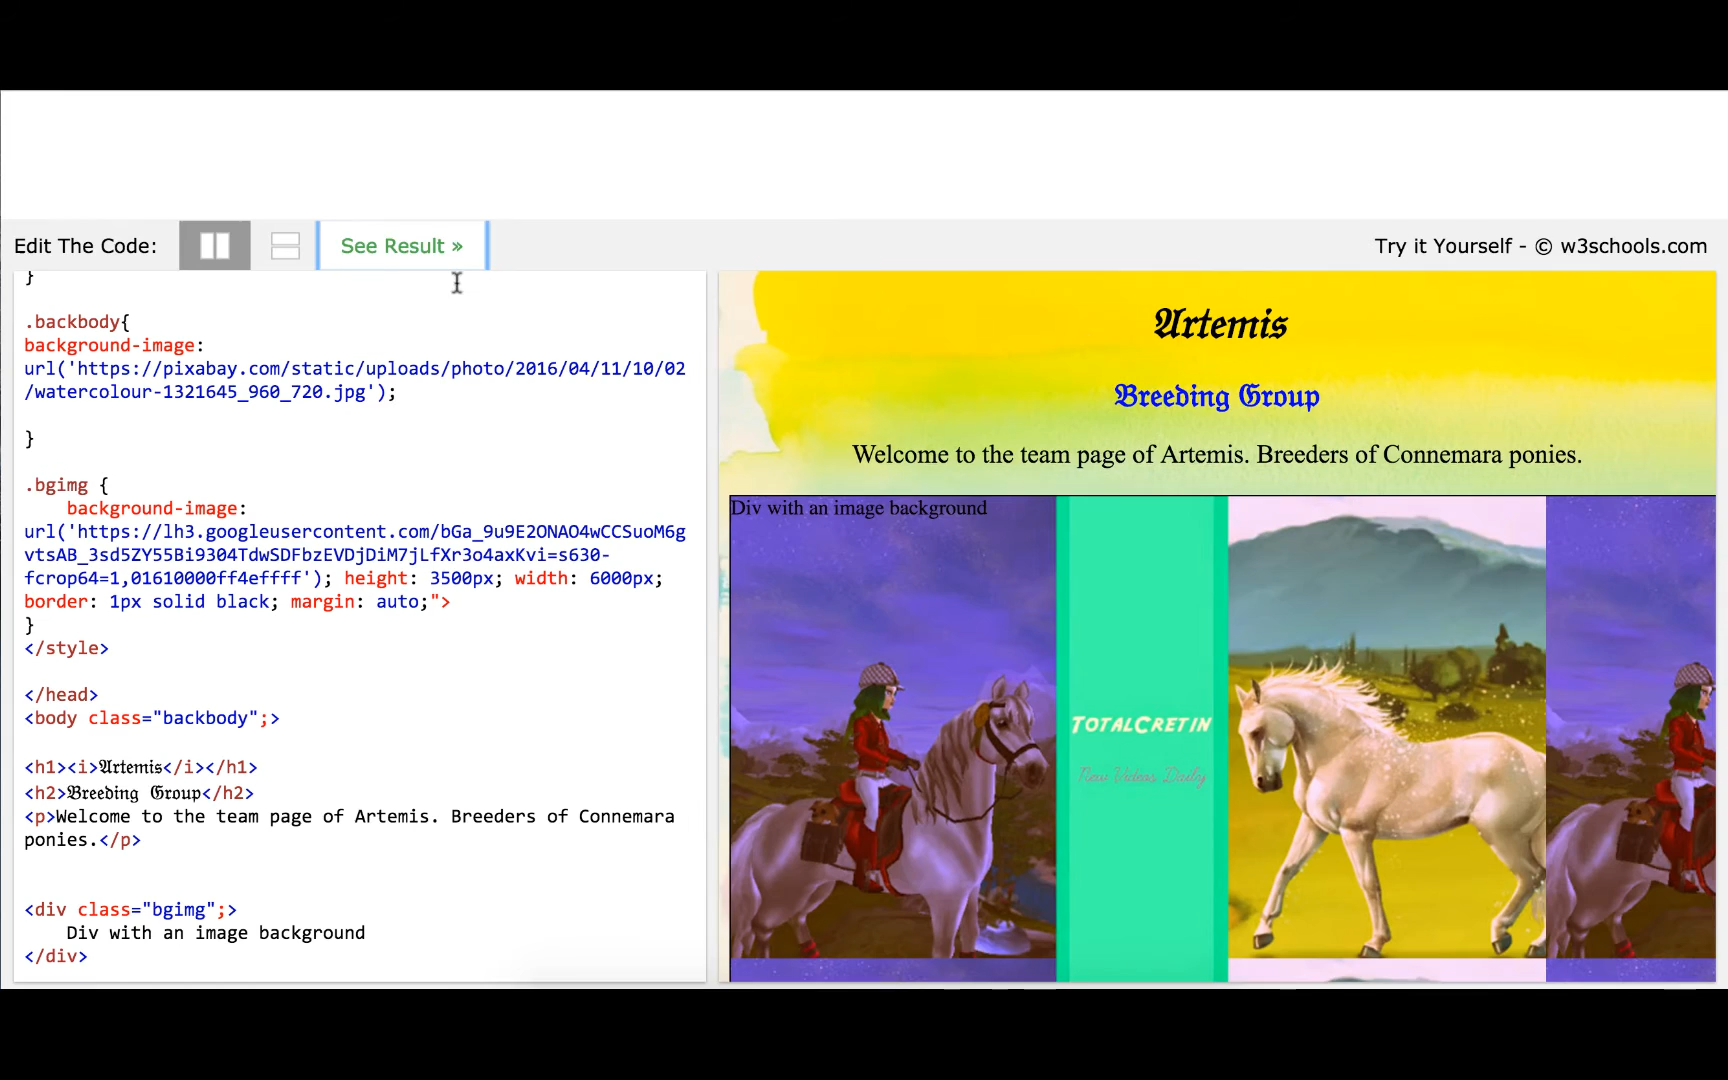 Edit The Code:
See Result »
Try it Yourself - © w3schools.com
}
.backbody{
background-image:
url('https://pixabay.com/static/uploads/photo/2016/04/11/10/02
/watercolour-1321645_960_720.jpg');
}
.bgimg {
background-image:
url('https://lh3.googleusercontent.com/bGa_9u9E2ONAO4wCCSuoM6g
vtsAB_3sd5ZY55Bi9304TdwSDFbzEVDjDiM7jLfXr3o4axKvi=s630-
fcrop64=1,01610000ff4effff'); height: 3500px; width: 6000px;
border: 1px solid black; margin: auto;">
}
</style>
</head>
<body class="backbody";>
<h1><i>𝕬𝖗𝖙𝖊𝖒𝖎𝖘</i></h1>
<h2>𝕭𝖗𝖊𝖊𝖉𝖎𝖓𝖌 𝕲𝖗𝖔𝖚𝖕</h2>
<p>Welcome to the team page of Artemis. Breeders of Connemara
ponies.</p>
<div class="bgimg";>
Div with an image background
</div>
𝕬𝖗𝖙𝖊𝖒𝖎𝖘
𝕭𝖗𝖊𝖊𝖉𝖎𝖓𝖌 𝕲𝖗𝖔𝖚𝖕
Welcome to the team page of Artemis. Breeders of Connemara ponies.
Div with an image background
TOTALCRETIN
New Videos Daily